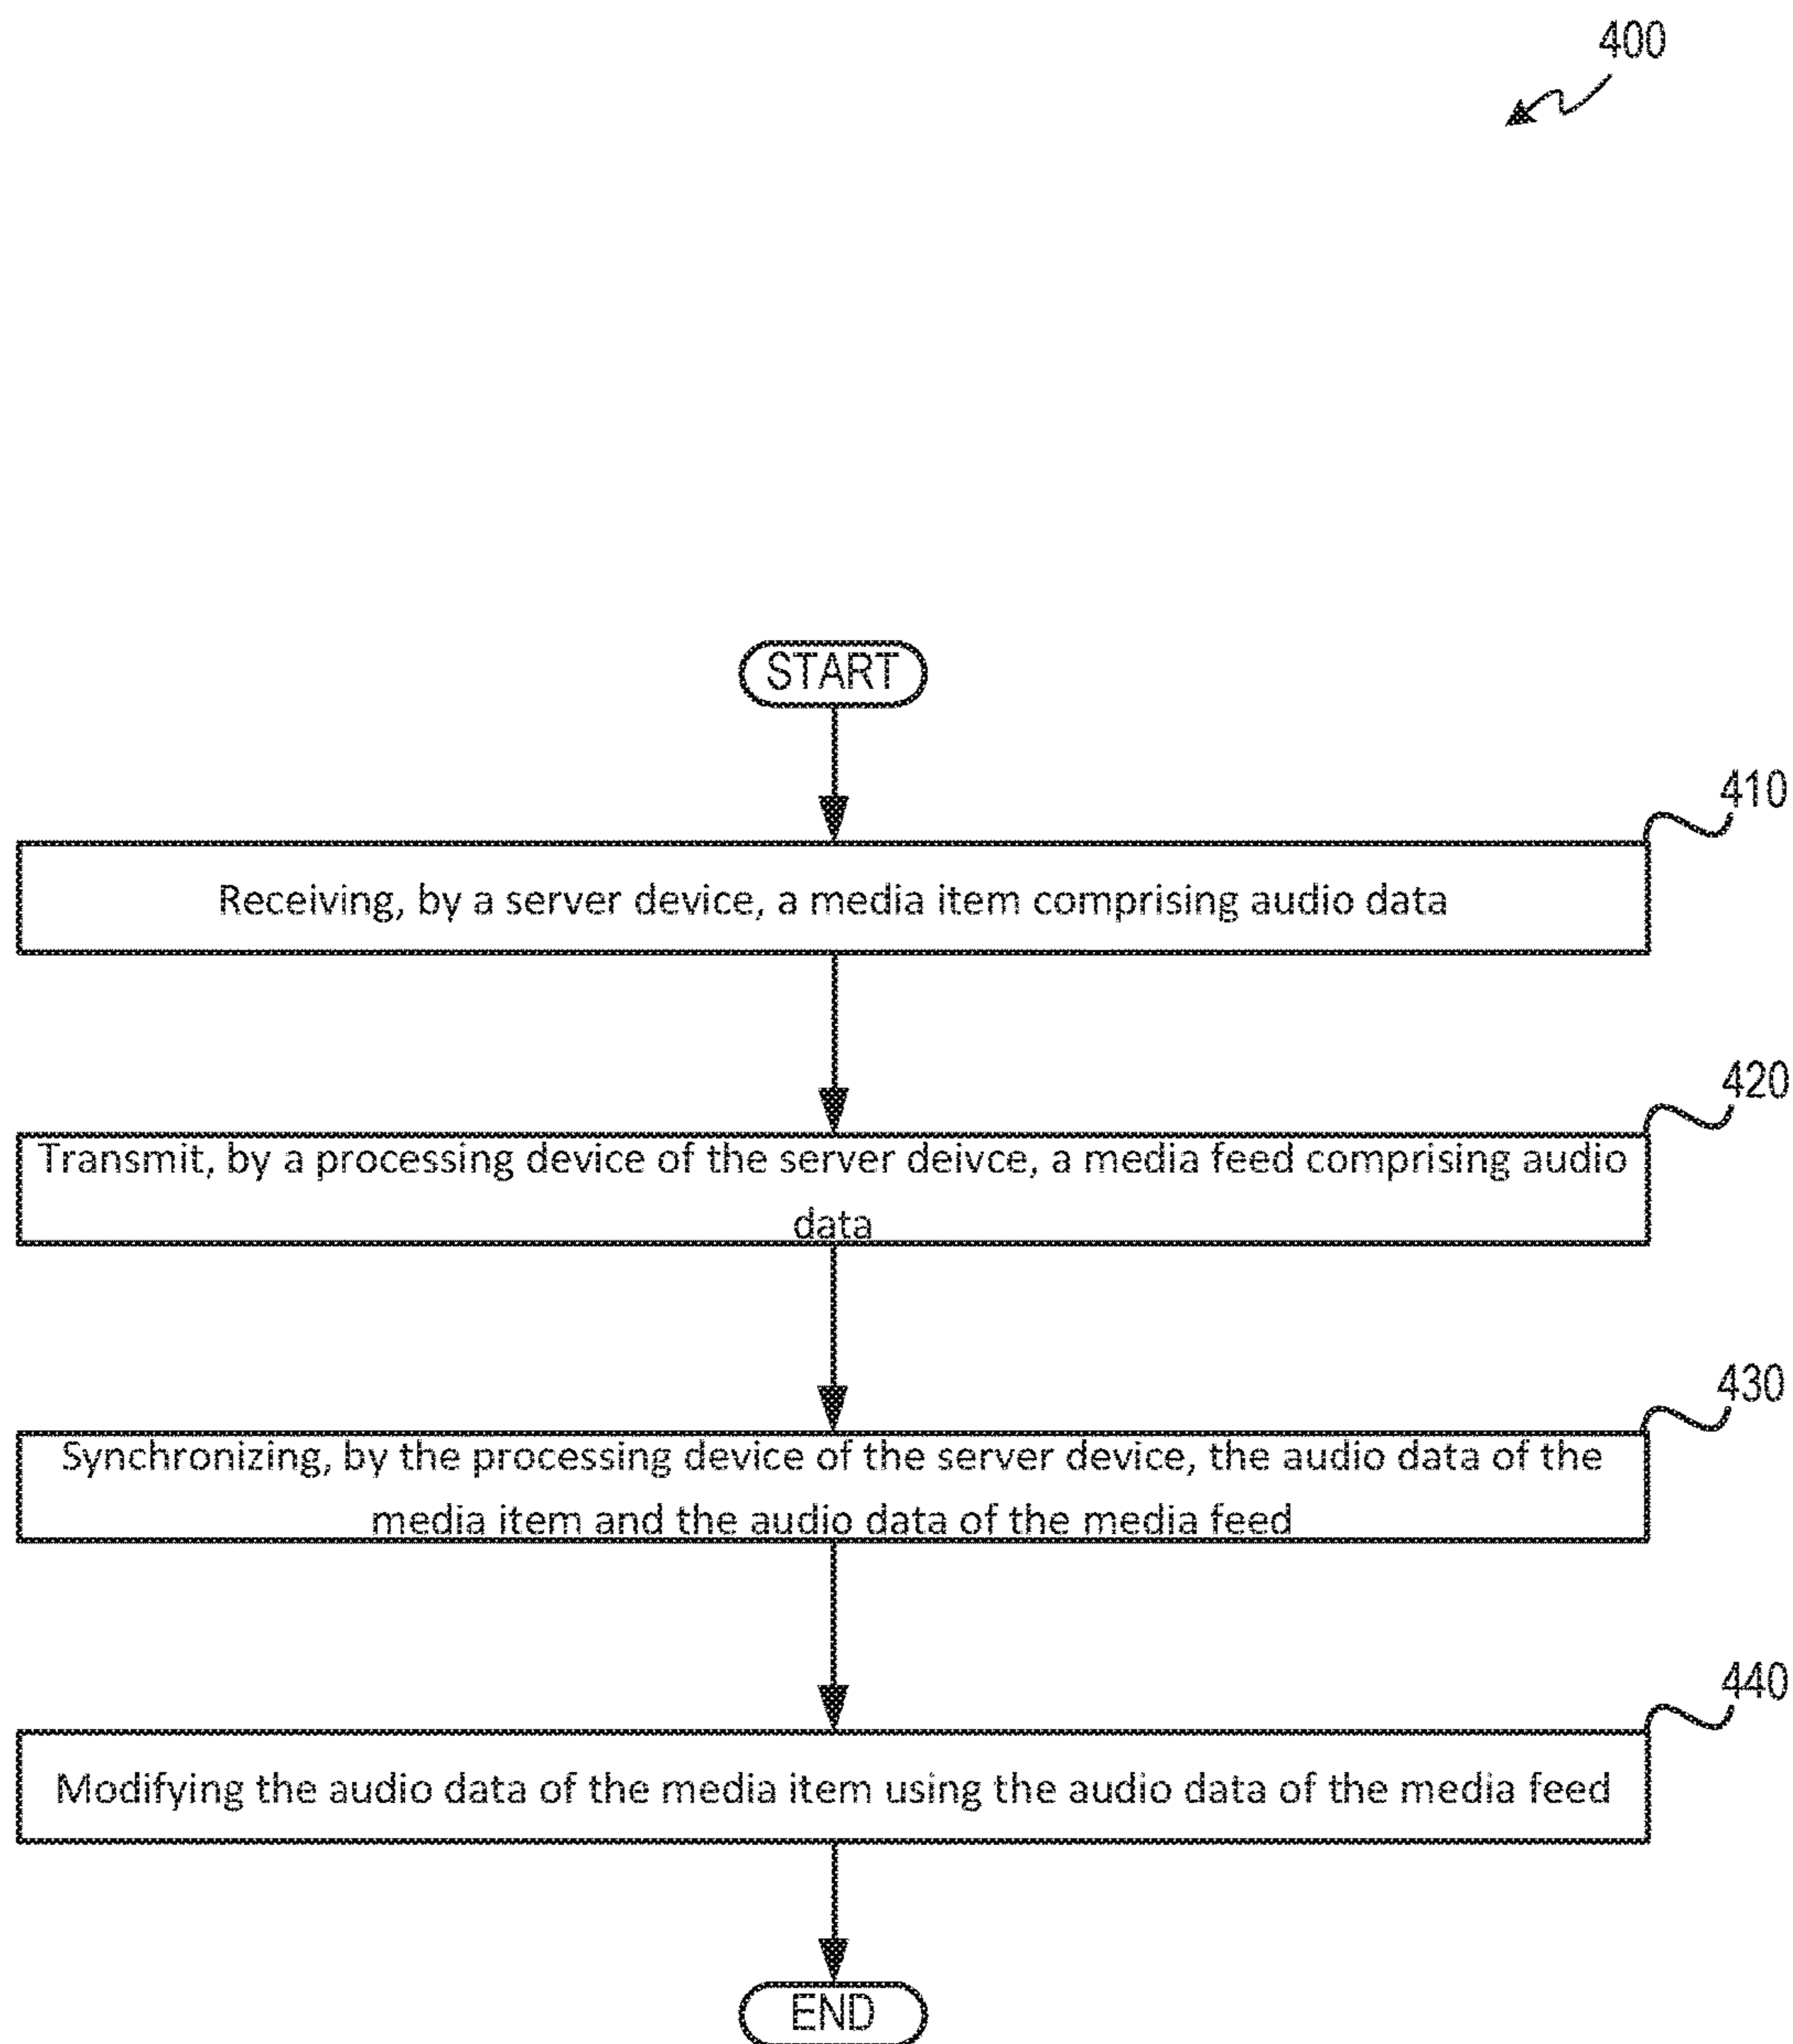 400
START
410
Receiving, by a server device, a media item comprising audio data
420
Transmit, by a processing device of the server deivce, a media feed comprising audio
data
430
Synchronizing, by the processing device of the server device, the audio data of the
media item and the audio data of the media feed
440
Modifying the audio data of the media item using the audio data of the media feed
END